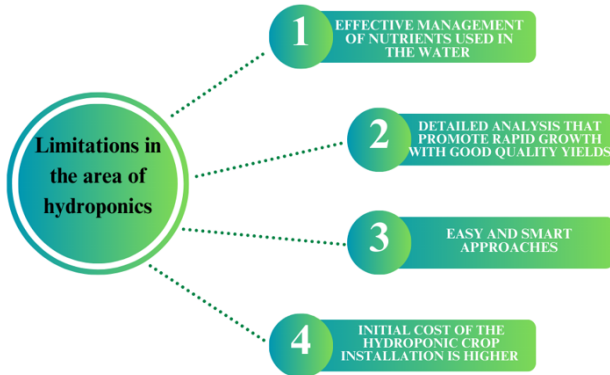 Limitations in
the area of
hydroponics
1
EFFECTIVE MANAGEMENT
OF NUTRIENTS USED IN
THE WATER
2
DETAILED ANALYSIS THAT
PROMOTE RAPID GROWTH
WITH GOOD QUALITY YIELDS
3
EASY AND SMART
APPROACHES
4
INITIAL COST OF THE
HYDROPONIC CROP
INSTALLATION IS HIGHER